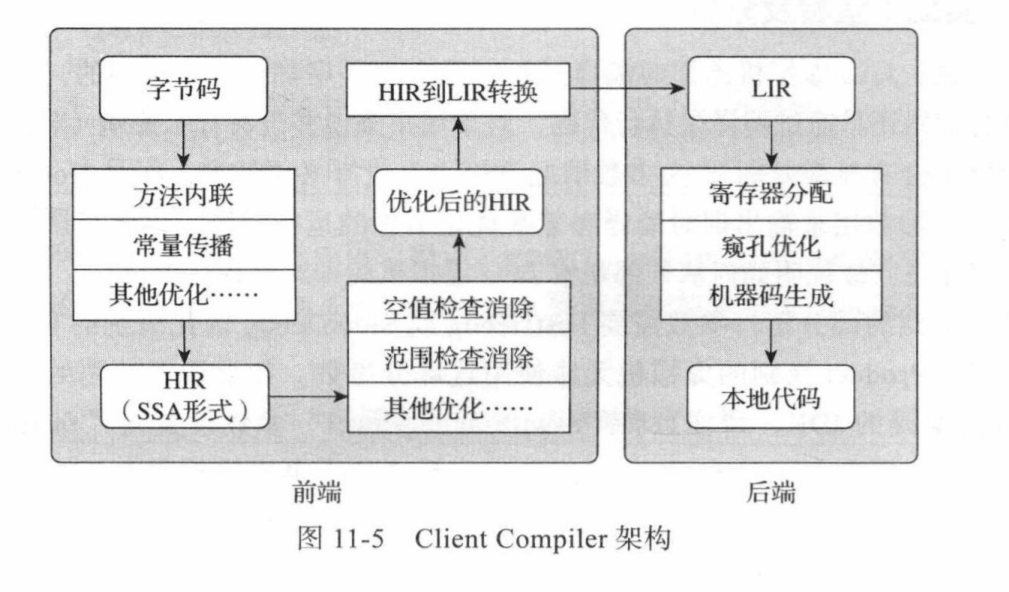 字节码
方法内联
常量传播
其他优化……
HIR
（SSA形式）
空值检查消除
范围检查消除
其他优化……
优化后的HIR
HIR到LIR转换
LIR
寄存器分配
窥孔优化
机器码生成
本地代码
前端
后端
图 11-5 Client Compiler 架构